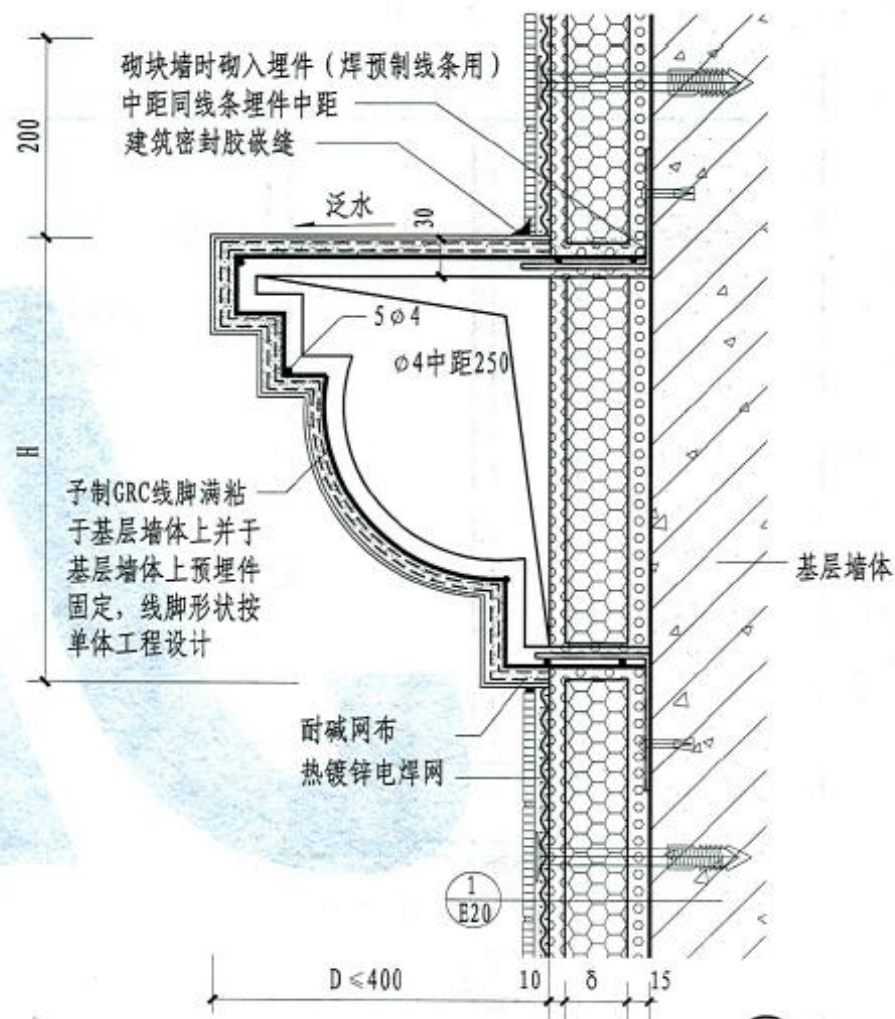 砌块墙时砌入埋件（焊预制线条用）
中距同线条埋件中距
建筑密封胶嵌缝
200
泛水
30
5ø4
ø4中距250
H
予制GRC线脚满粘
于基层墙体上并于
基层墙体上预埋件
固定，线脚形状按
单体工程设计
基层墙体
耐碱网布
热镀锌电焊网
1
E20
D≤400
10
δ
15